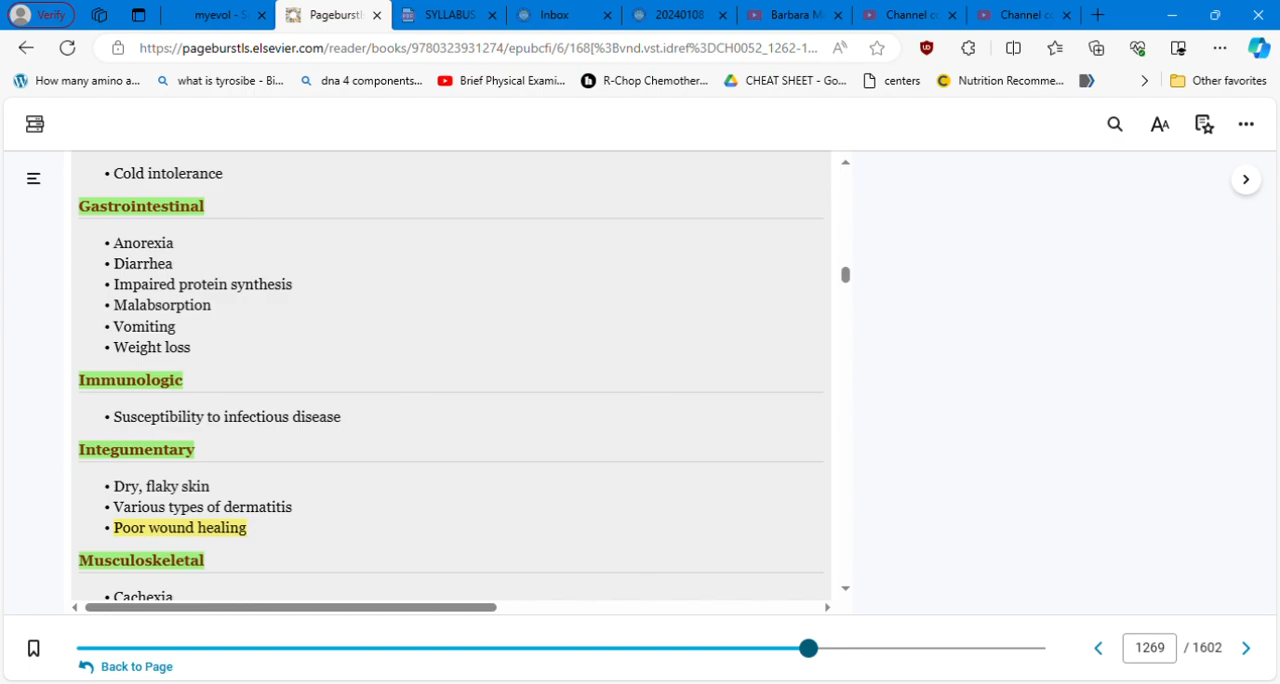 Verify
myevol - S
Pageburstl
SYLLABUS
Inbox
20240108
Barbara M
Channel c
Channel c
https://pageburstls.elsevier.com/reader/books/9780323931274/epubcfi/6/168[%3Bvnd.vst.idref%3DCH0052_1262-1...
How many amino a...
what is tyrosibe - Bi...
dna 4 components...
Brief Physical Exami...
R-Chop Chemother...
CHEAT SHEET - Go...
centers
Nutrition Recomme...
Other favorites
• Cold intolerance
Gastrointestinal
• Anorexia
• Diarrhea
• Impaired protein synthesis
• Malabsorption
• Vomiting
• Weight loss
Immunologic
• Susceptibility to infectious disease
Integumentary
• Dry, flaky skin
• Various types of dermatitis
• Poor wound healing
Musculoskeletal
• Cachexia
1269 / 1602
Back to Page